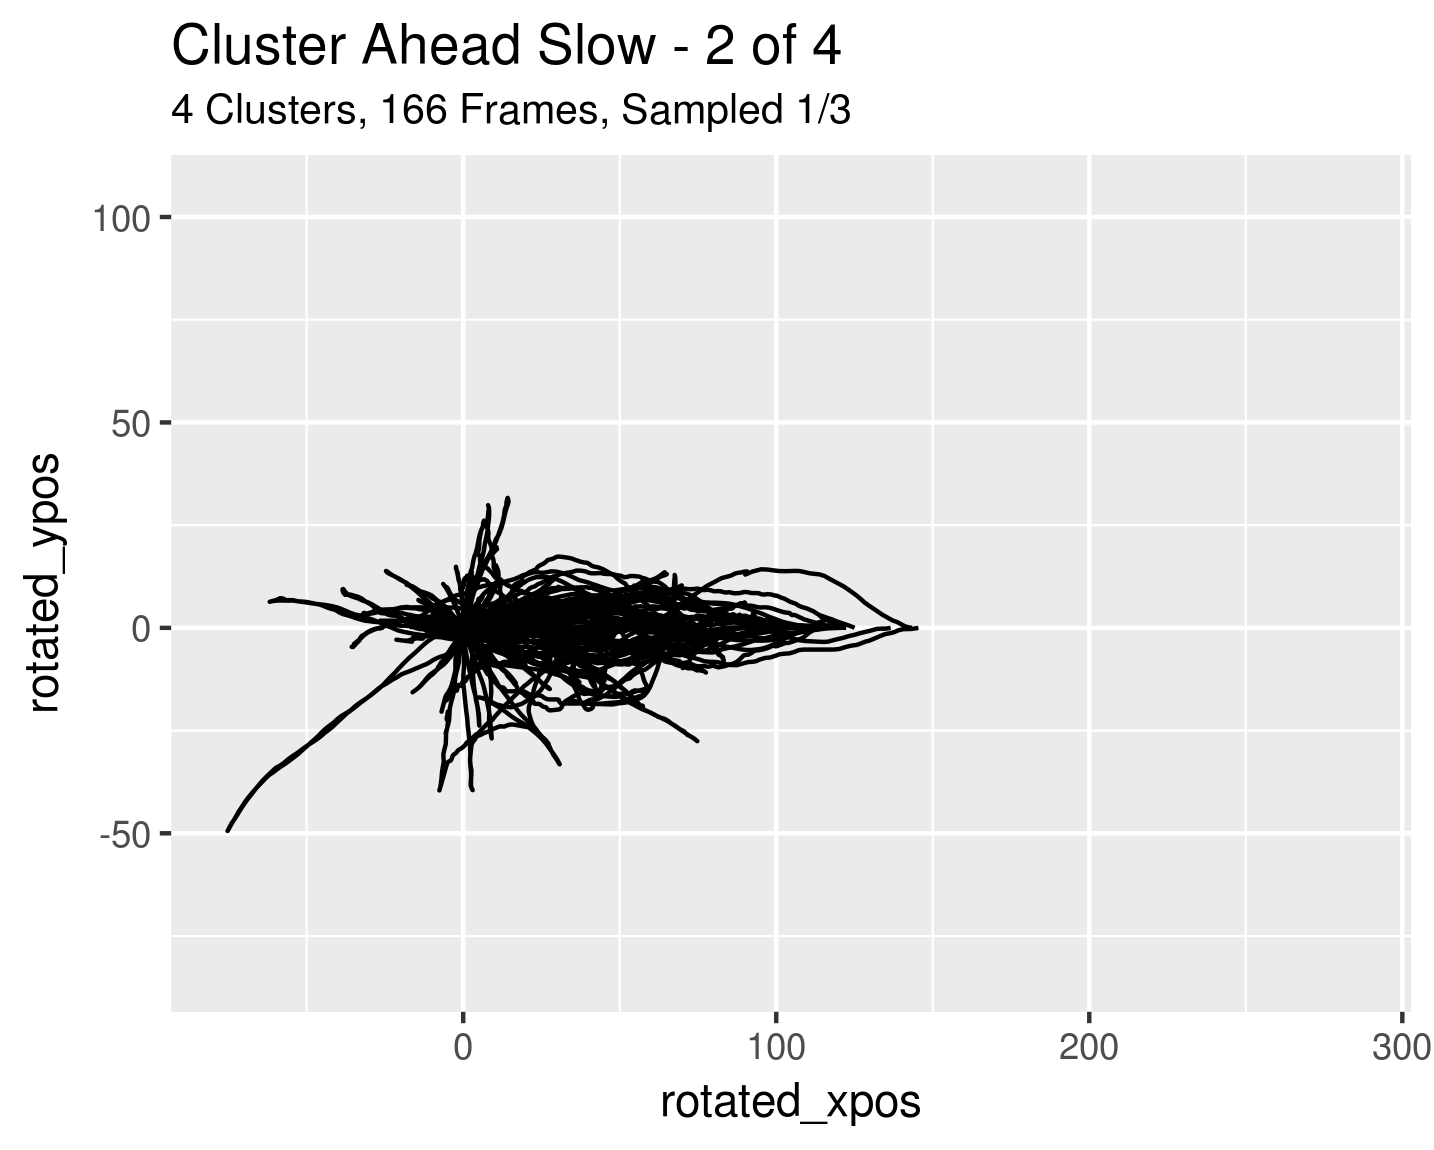 Cluster Ahead Slow - 2 of 4
4 Clusters, 166 Frames, Sampled 1/3
100
50
0
-50
rotated_ypos
0
100
200
300
rotated_xpos